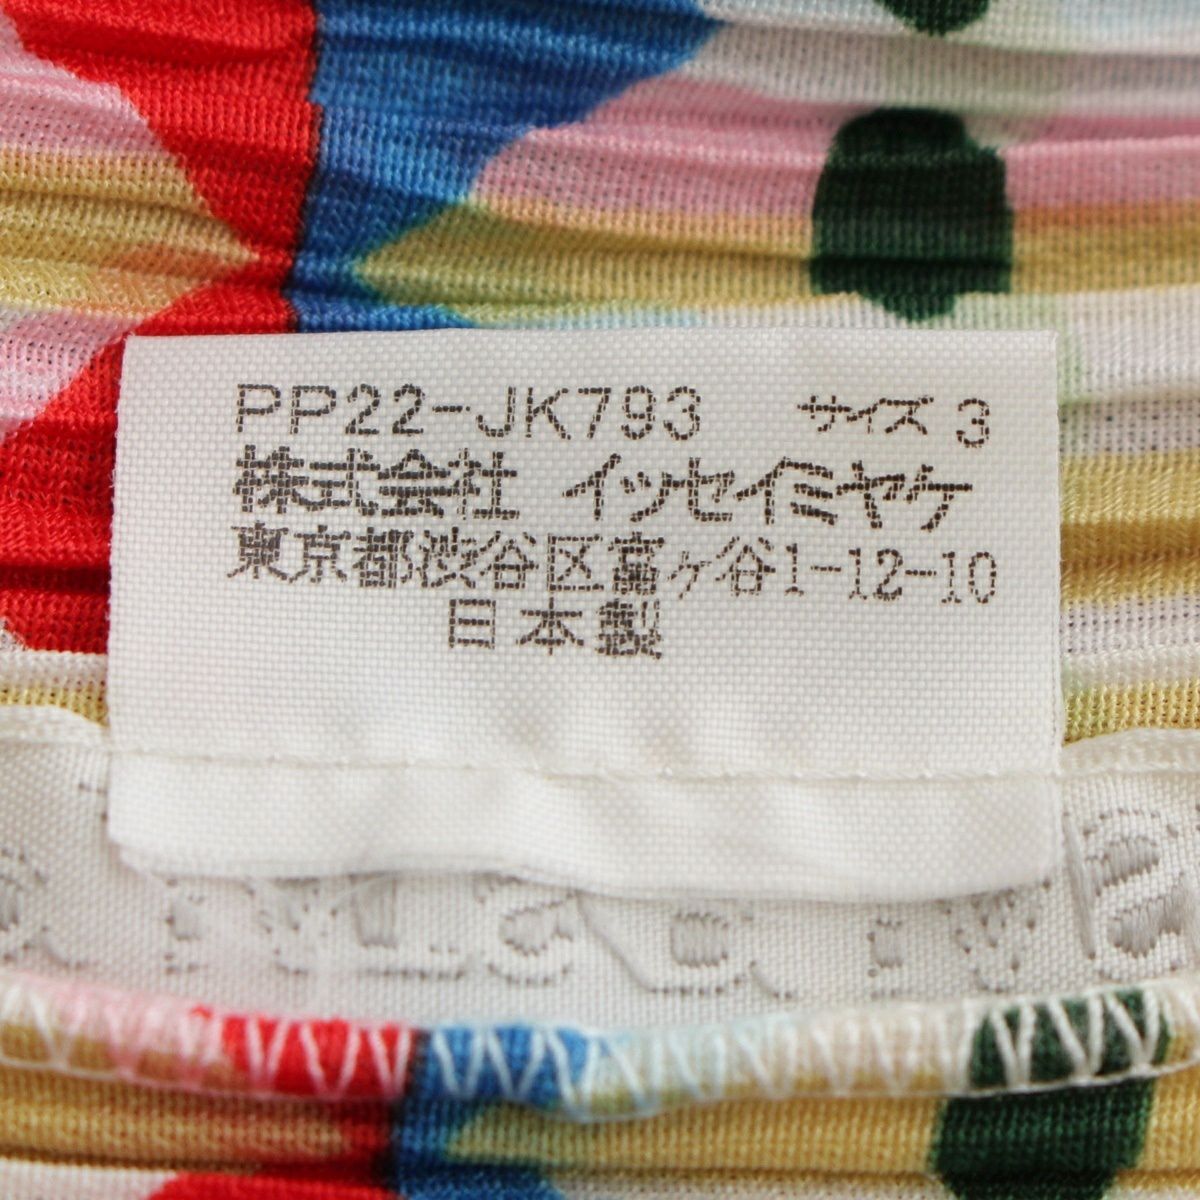 PP22-JK793 サイズ 3
株式会社 イッセイミヤケ
東京都渋谷区富ヶ谷1-12-10
日本製